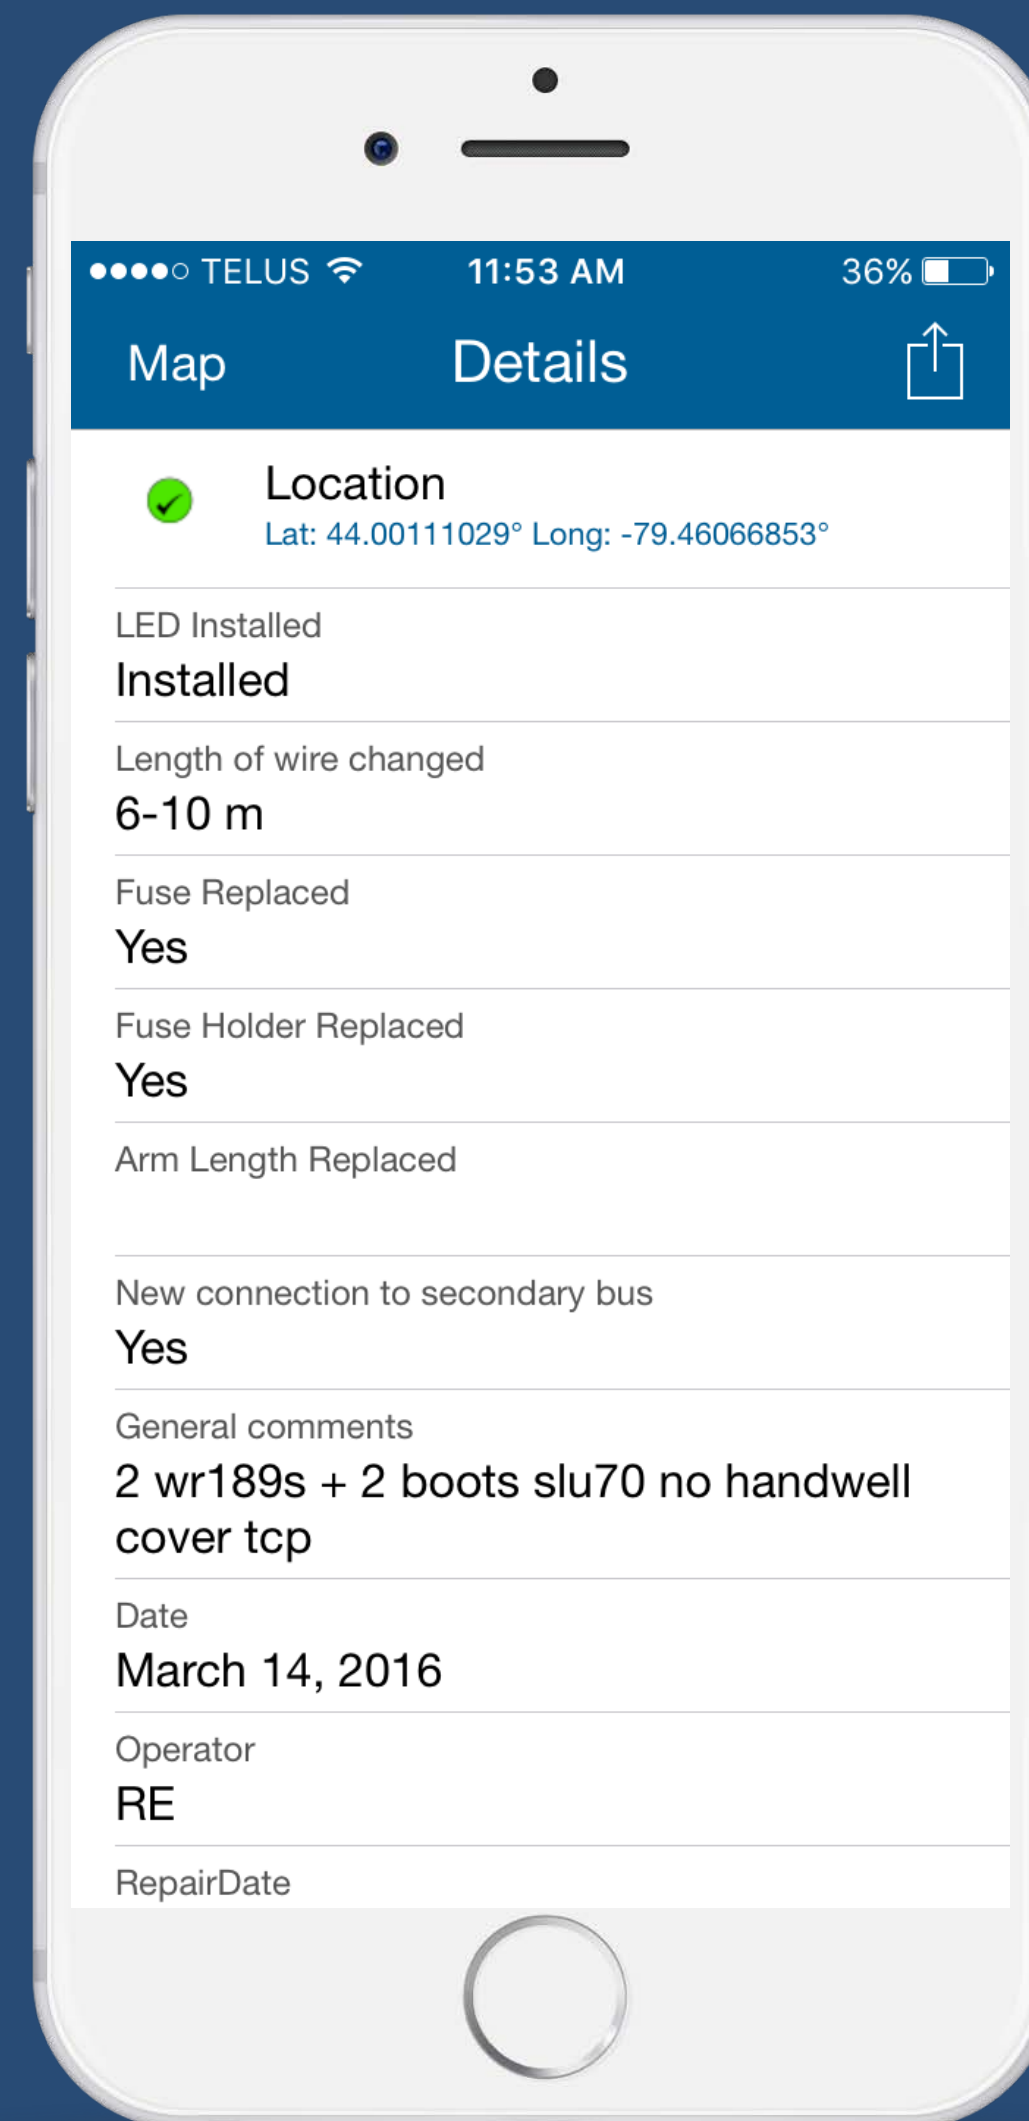 TELUS 11:53 AM 36%
Map Details
Location
Lat: 44.00111029° Long: -79.46066853°
LED Installed
Installed
Length of wire changed
6-10 m
Fuse Replaced
Yes
Fuse Holder Replaced
Yes
Arm Length Replaced
New connection to secondary bus
Yes
General comments
2 wr189s + 2 boots slu70 no handwell
cover tcp
Date
March 14, 2016
Operator
RE
RepairDate